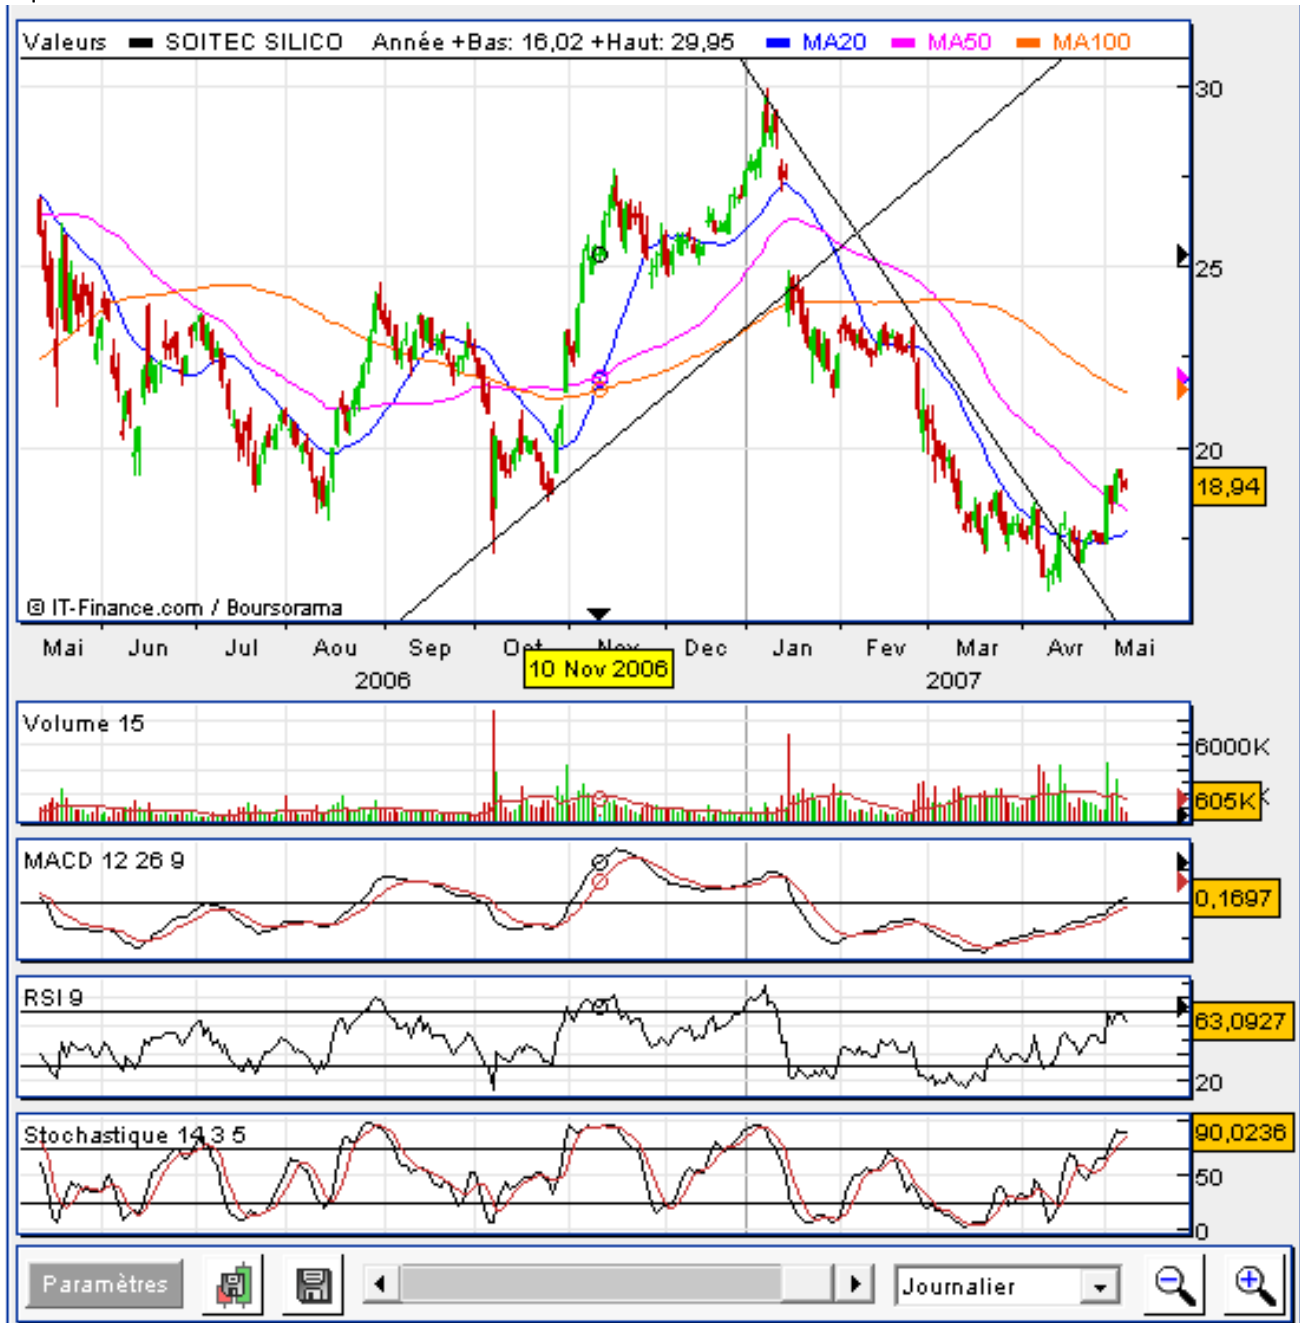 Valeurs SOITEC SILICO Année +Bas: 16,02 +Haut: 29,95 MA20 MA50 MA100
30
25
20
18,94
© IT-Finance.com / Boursorama
Mai Jun Jul Aou Sep Oct Nov Dec Jan Fev Mar Avr Mai
10 Nov 2006
2006 2007
Volume 15
6000K
605K
MACD 12 26 9
0,1697
RSI 9
63,0927
20
Stochastique 14 3 5
90,0236
50
0
Paramètres Journalier